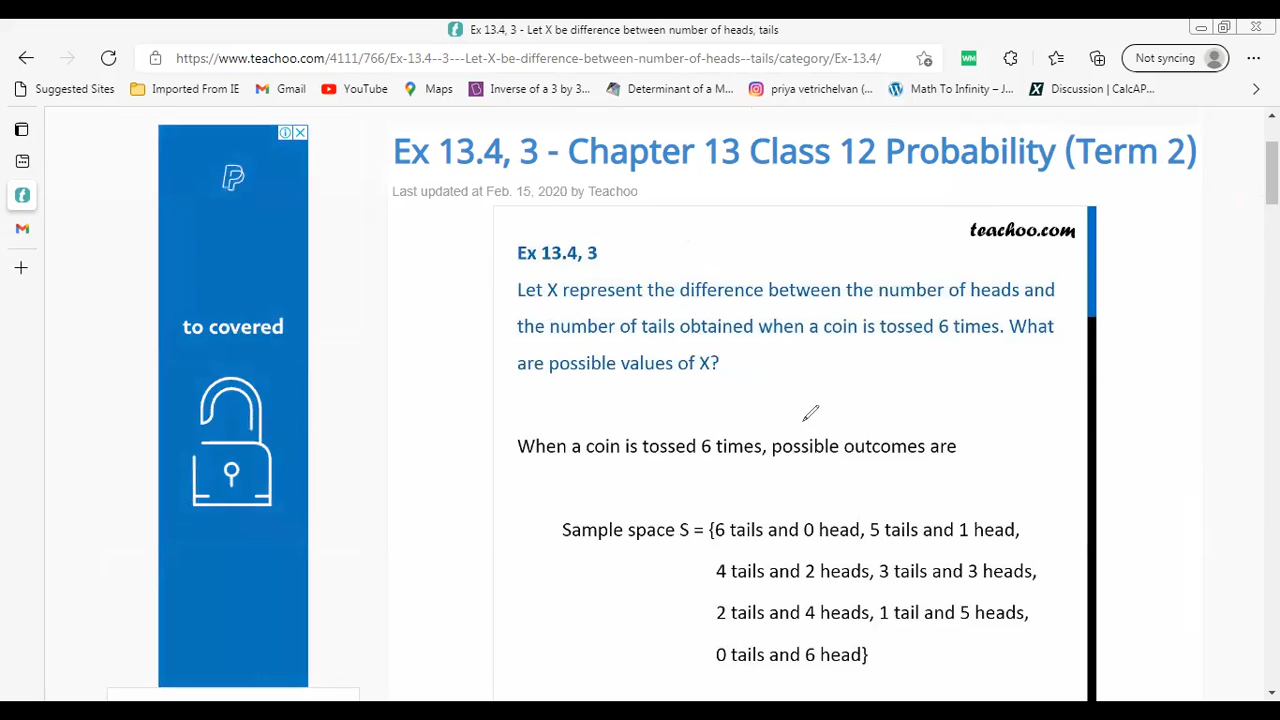 Ex 13.4, 3 - Let X be difference between number of heads, tails
https://www.teachoo.com/4111/766/Ex-13.4--3---Let-X-be-difference-between-number-of-heads--tails/category/Ex-13.4/
Not syncing
Suggested Sites
Imported From IE
Gmail
YouTube
Maps
Inverse of a 3 by 3...
Determinant of a M...
priya vetrichelvan (...
Math To Infinity – J...
Discussion | CalcAP...
Ex 13.4, 3 - Chapter 13 Class 12 Probability (Term 2)
Last updated at Feb. 15, 2020 by Teachoo
to covered
teachoo.com
Ex 13.4, 3
Let X represent the difference between the number of heads and
the number of tails obtained when a coin is tossed 6 times. What
are possible values of X?
When a coin is tossed 6 times, possible outcomes are
Sample space S = {6 tails and 0 head, 5 tails and 1 head,
4 tails and 2 heads, 3 tails and 3 heads,
2 tails and 4 heads, 1 tail and 5 heads,
0 tails and 6 head}